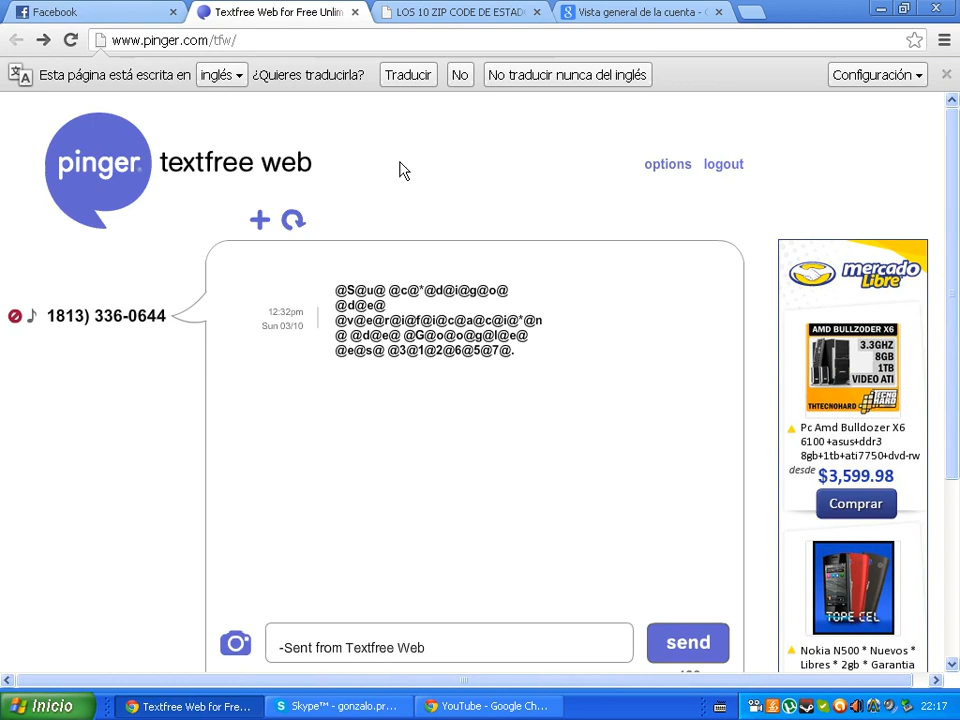 Facebook
Textfree Web for Free Unlim
LOS 10 ZIP CODE DE ESTAD
Vista general de la cuenta -
www.pinger.com/tfw/
Esta página está escrita en inglés ¿Quieres traducirla? Traducir No No traducir nunca del inglés Configuración
pinger textfree web
options logout
1813) 336-0644
12:32pm
Sun 03/10
@S@u@ @c@*@d@i@g@o@
@d@e@
@v@e@r@i@f@i@c@a@c@i@*@n
@ @d@e@ @G@o@o@g@l@e@
@e@s@ @3@1@2@6@5@7@.
-Sent from Textfree Web
send
mercado
Libre
AMD BULLZODER X6
3.3GHZ
8GB
1TB
VIDEO ATI
THTECNOHARD
TECNO
HARD
Pc Amd Bulldozer X6
6100 +asus+ddr3
8gb+1tb+ati7750+dvd-rw
desde $3,599.98
Comprar
TOPE CEL
Nokia N500 * Nuevos *
Libres * 2gb * Garantia
Inicio
Textfree Web for Fre...
Skype™ - gonzalo.pr...
YouTube - Google Ch...
22:17